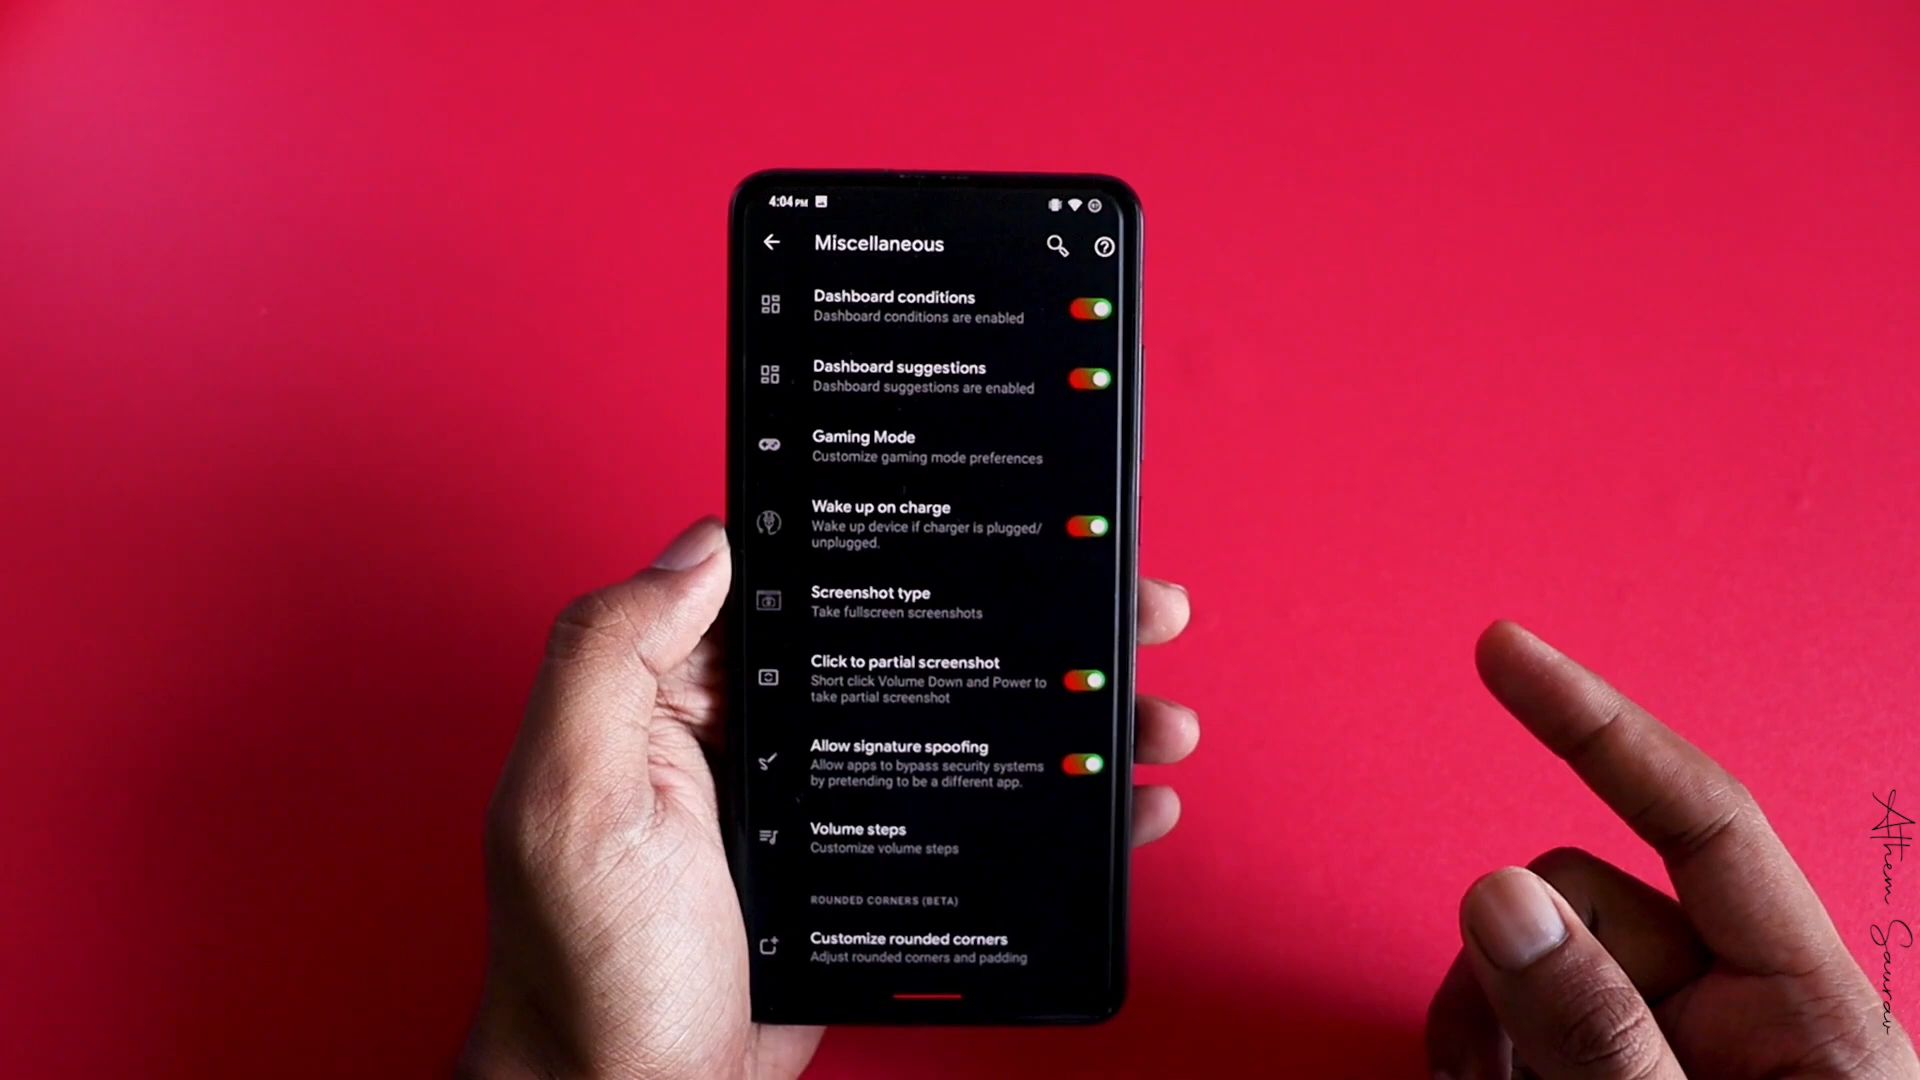 4:04 PM
Miscellaneous
Dashboard conditions
Dashboard conditions are enabled
Dashboard suggestions
Dashboard suggestions are enabled
Gaming Mode
Customize gaming mode preferences
Wake up on charge
Wake up device if charger is plugged/
unplugged.
Screenshot type
Take fullscreen screenshots
Click to partial screenshot
Short click Volume Down and Power to
take partial screenshot
Allow signature spoofing
Allow apps to bypass security systems
by pretending to be a different app.
Volume steps
Customize volume steps
ROUNDED CORNERS (BETA)
Customize rounded corners
Adjust rounded corners and padding
Athem Saurav